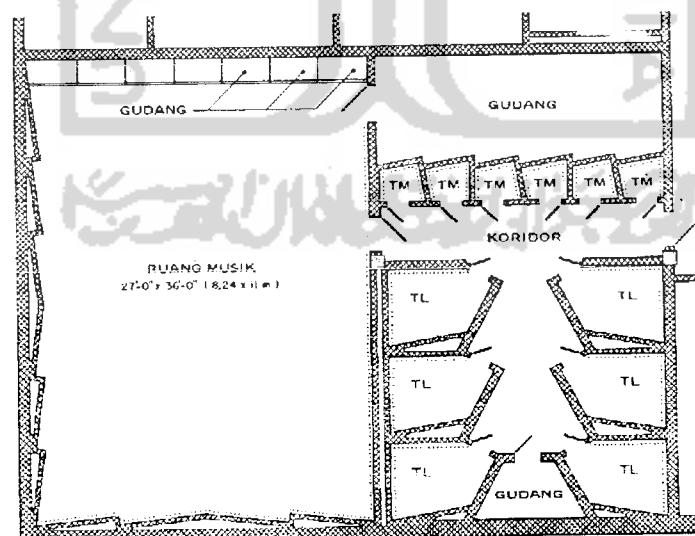 GUDANG
GUDANG
TM TM TM TM TM TM
KORIDOR
RUANG MUSIK
27'-0" x 36'-0" (8,24 x 11 m)
TL TL
TL TL
TL TL
GUDANG